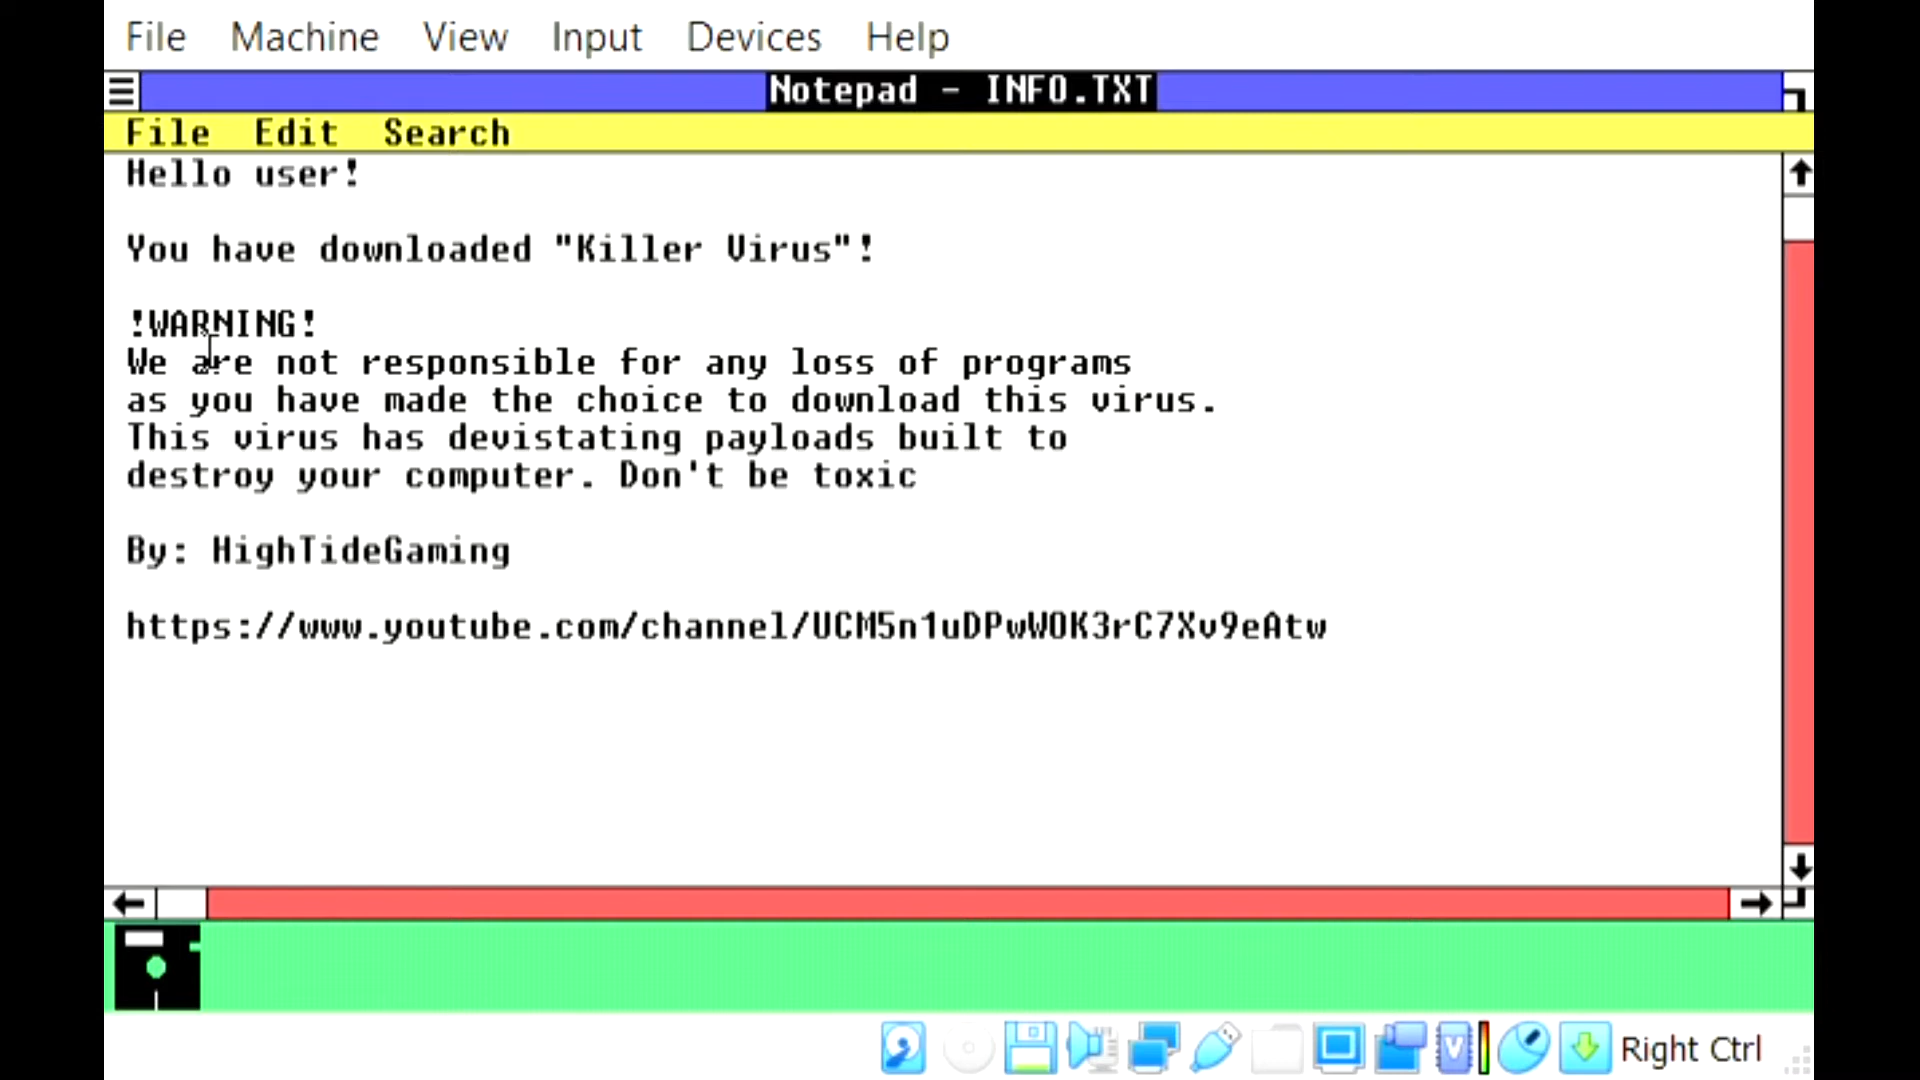 File Machine View Input Devices Help
Notepad - INFO.TXT
File Edit Search
Hello user!
You have downloaded "Killer Virus"!
!WARNING!
We are not responsible for any loss of programs
as you have made the choice to download this virus.
This virus has devistating payloads built to
destroy your computer. Don't be toxic
By: HighTideGaming
https://www.youtube.com/channel/UCM5n1uDPwWOK3rC7Xv9eAtw
Right Ctrl